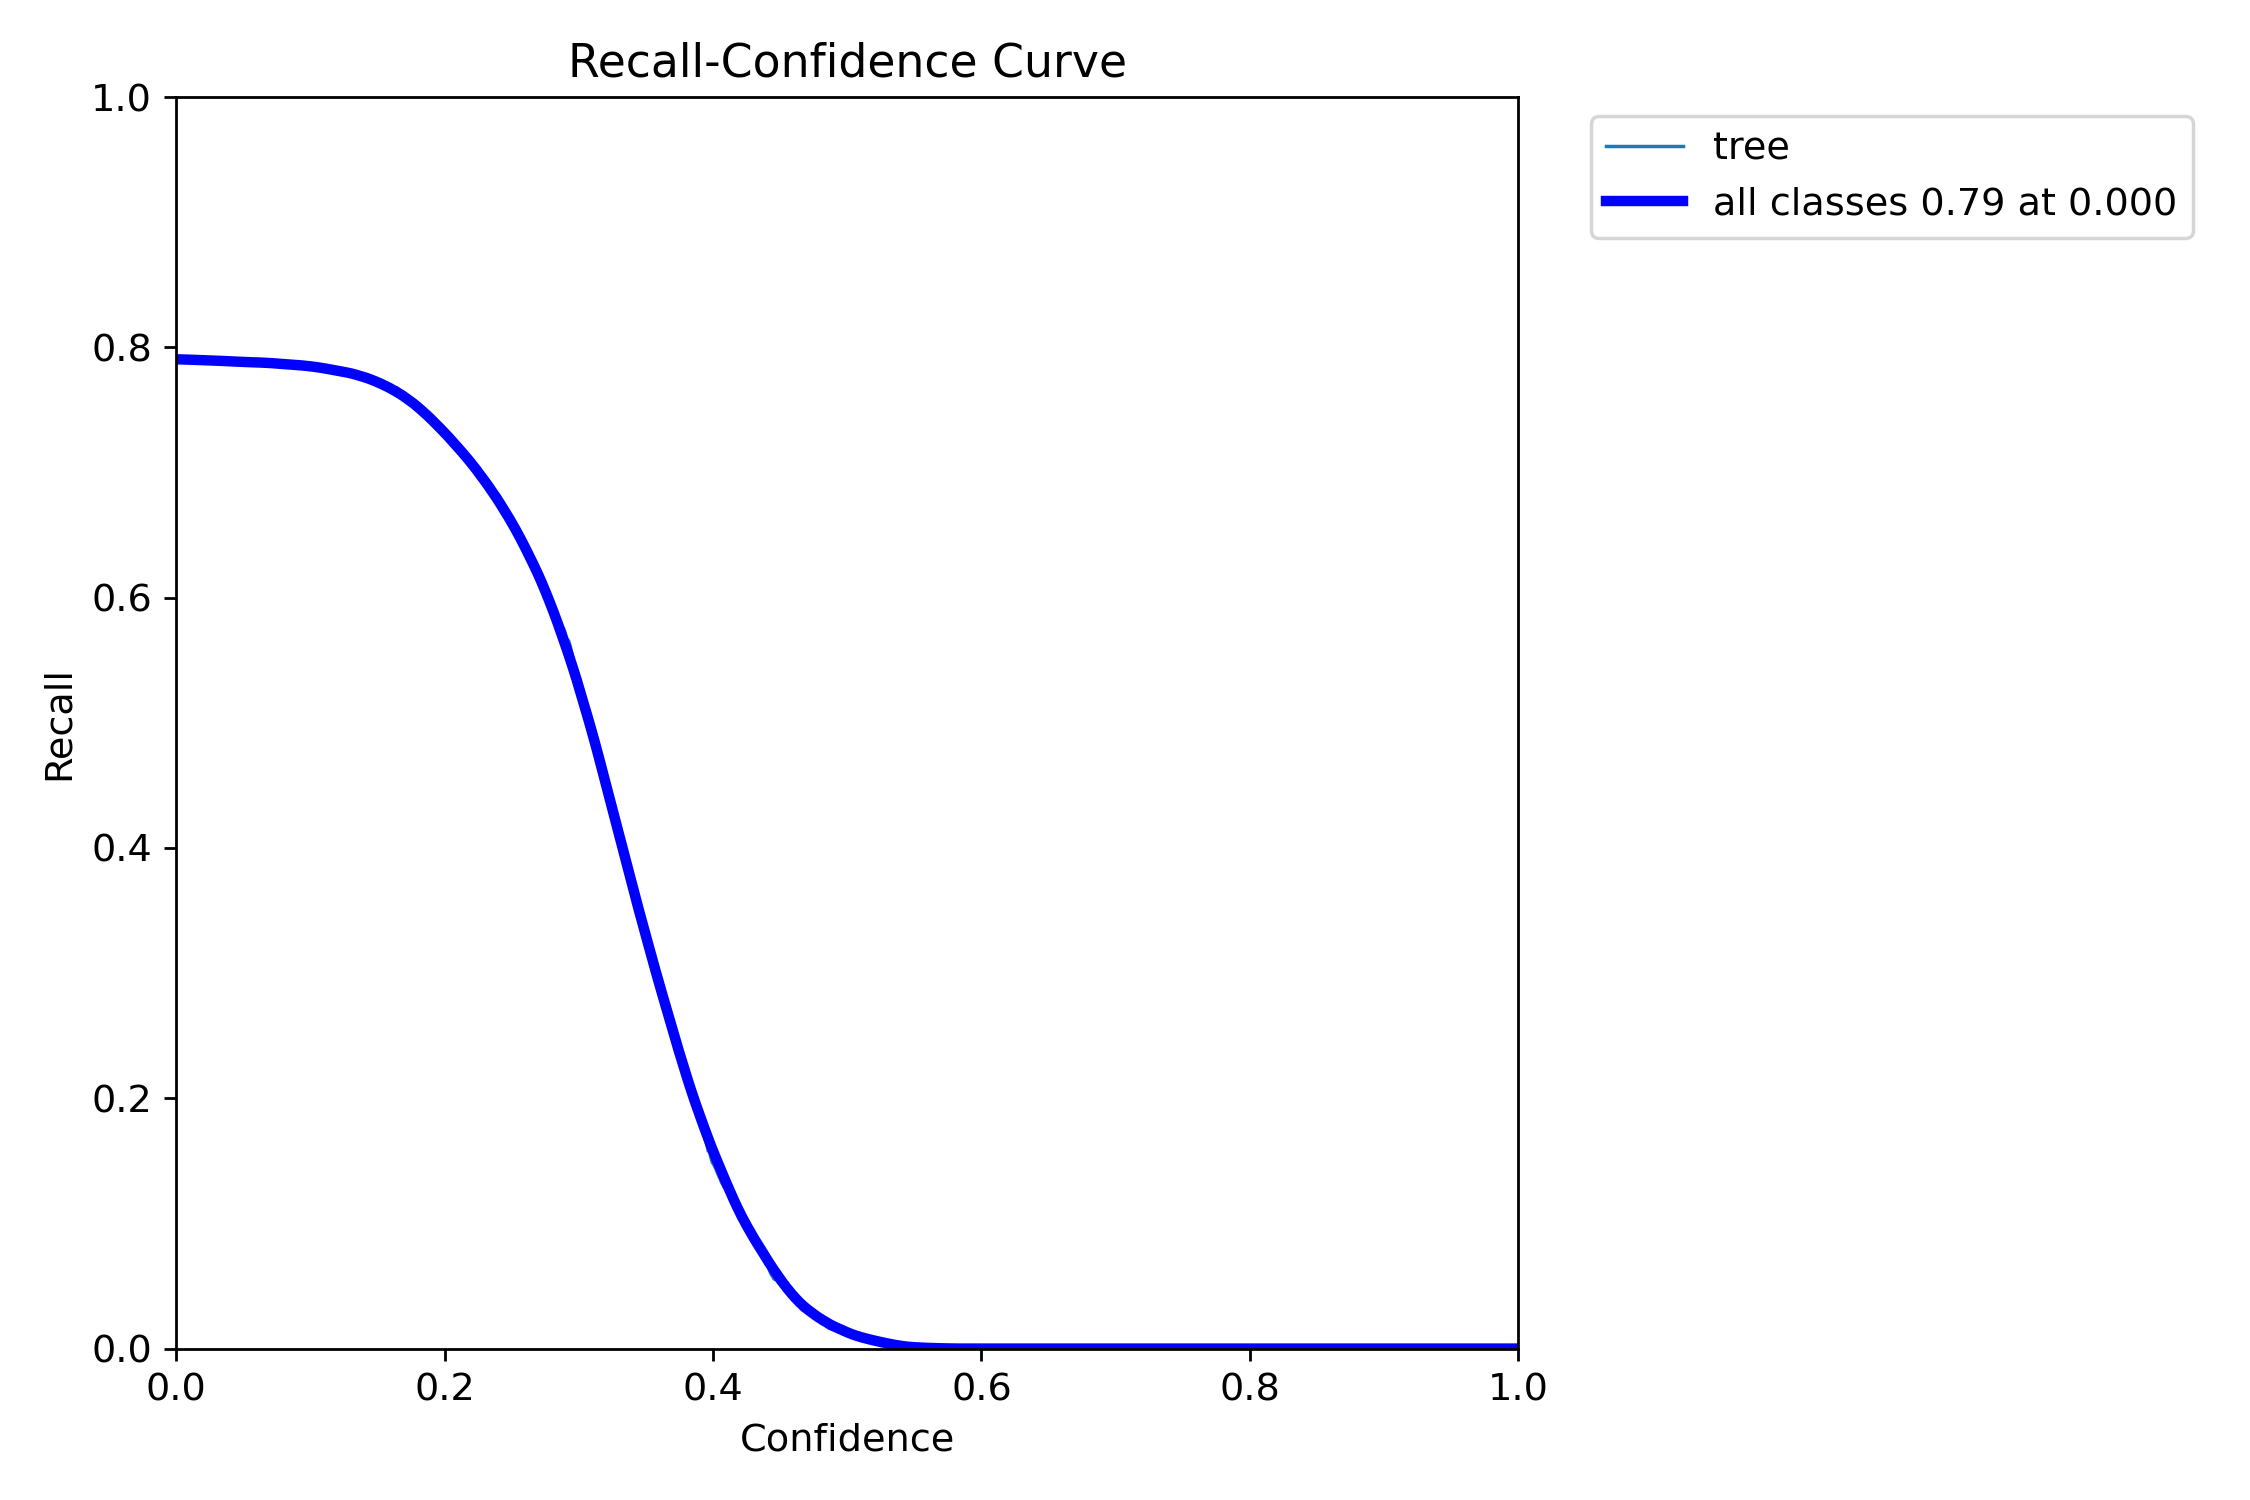 Recall-Confidence Curve
1.0
0.8
0.6
0.4
0.2
0.0
Recall
0.0 0.2 0.4 0.6 0.8 1.0
Confidence
tree
all classes 0.79 at 0.000